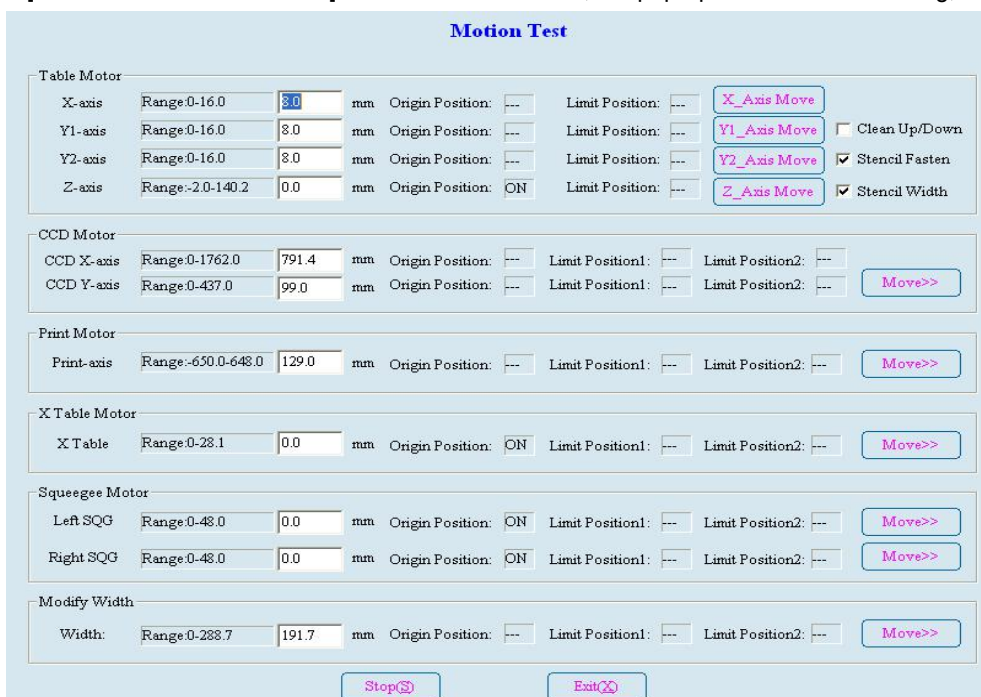 Motion Test
Table Motor
X-axis Range:0-16.0 8.0 mm Origin Position: --- Limit Position: --- X_Axis Move
Y1-axis Range:0-16.0 8.0 mm Origin Position: --- Limit Position: --- Y1_Axis Move Clean Up/Down
Y2-axis Range:0-16.0 8.0 mm Origin Position: --- Limit Position: --- Y2_Axis Move Stencil Fasten
Z-axis Range:-2.0-140.2 0.0 mm Origin Position: ON Limit Position: --- Z_Axis Move Stencil Width
CCD Motor
CCD X-axis Range:0-1762.0 791.4 mm Origin Position: --- Limit Position1: --- Limit Position2: ---
CCD Y-axis Range:0-437.0 99.0 mm Origin Position: --- Limit Position1: --- Limit Position2: --- Move>>
Print Motor
Print-axis Range:-650.0-648.0 129.0 mm Origin Position: --- Limit Position1: --- Limit Position2: --- Move>>
X Table Motor
X Table Range:0-28.1 0.0 mm Origin Position: ON Limit Position1: --- Limit Position2: --- Move>>
Squeegee Motor
Left SQG Range:0-48.0 0.0 mm Origin Position: ON Limit Position1: --- Limit Position2: --- Move>>
Right SQG Range:0-48.0 0.0 mm Origin Position: ON Limit Position1: --- Limit Position2: --- Move>>
Modify Width
Width: Range:0-288.7 191.7 mm Origin Position: --- Limit Position1: --- Limit Position2: --- Move>>
Stop(S) Exit(X)